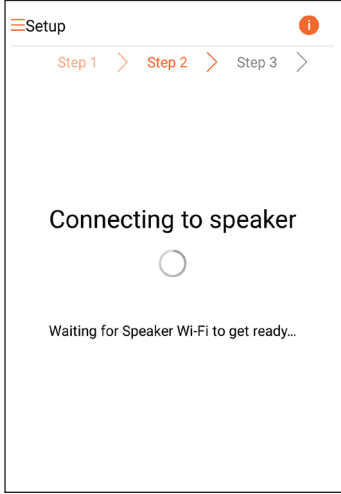 Setup
Step 1 Step 2 Step 3
Connecting to speaker
Waiting for Speaker Wi-Fi to get ready...